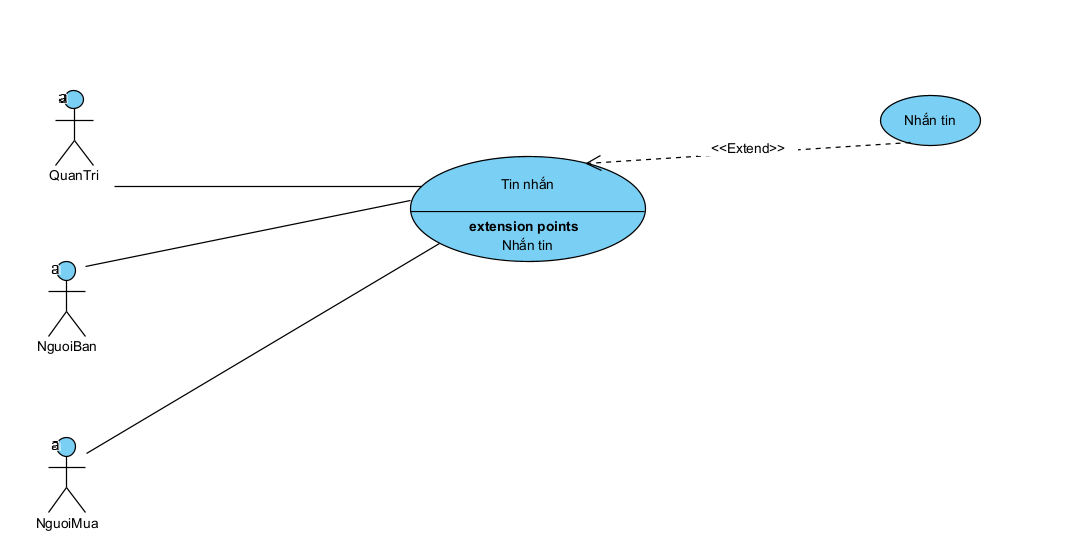 a
QuanTri
Nhắn tin
<<Extend>>
Tin nhắn
extension points
Nhắn tin
a
NguoiBan
a
NguoiMua